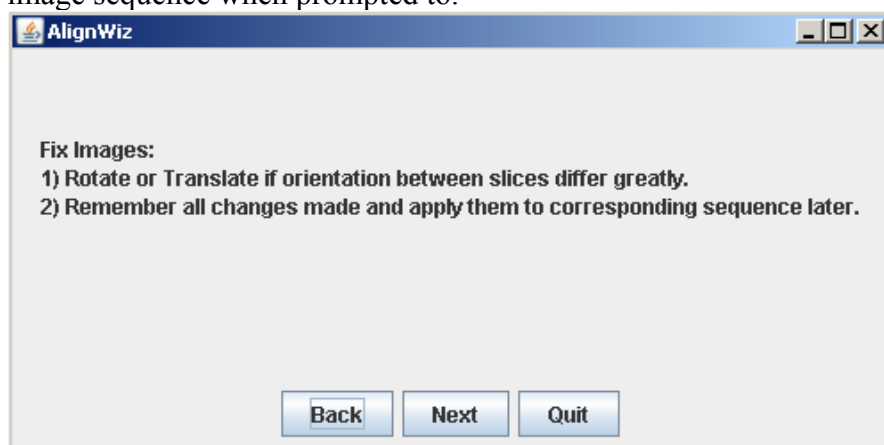 image sequence when prompted to.
AlignWiz
Fix Images:
1) Rotate or Translate if orientation between slices differ greatly.
2) Remember all changes made and apply them to corresponding sequence later.
Back Next Quit